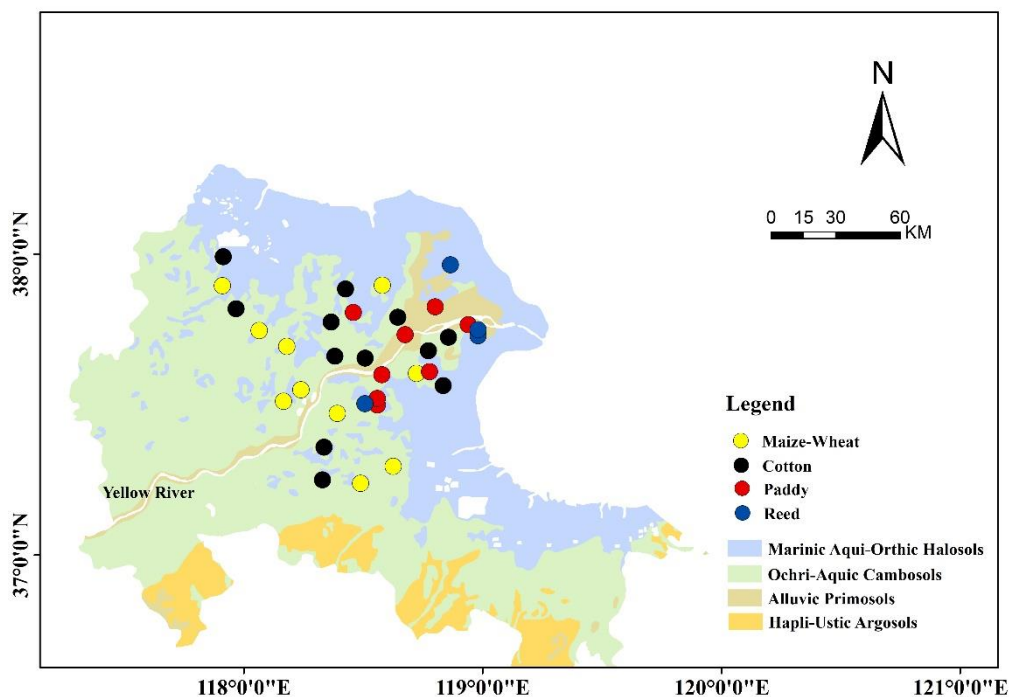 N
0 15 30 60
KM
38°0'0"N
37°0'0"N
Yellow River
Legend
Maize-Wheat
Cotton
Paddy
Reed
Marinic Aqui-Orthic Halosols
Ochri-Aquic Cambosols
Alluvic Primosols
Hapli-Ustic Argosols
118°0'0"E 119°0'0"E 120°0'0"E 121°0'0"E